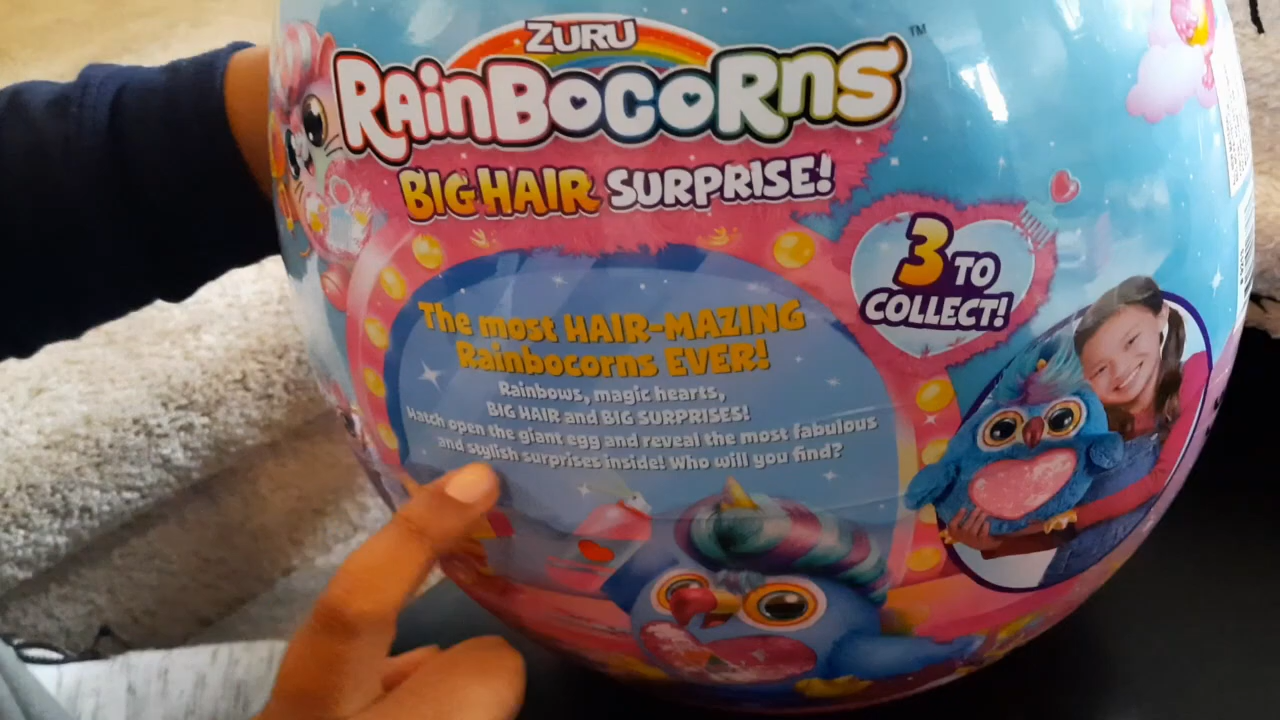 ZURU
RainBocoRns™
BIG HAIR SURPRISE!
3 TO
COLLECT!
The most HAIR-MAZING
Rainbocorns EVER!
Rainbows, magic hearts,
BIG HAIR and BIG SURPRISES!
Hatch open the giant egg and reveal the most fabulous
and stylish surprises inside! Who will you find?